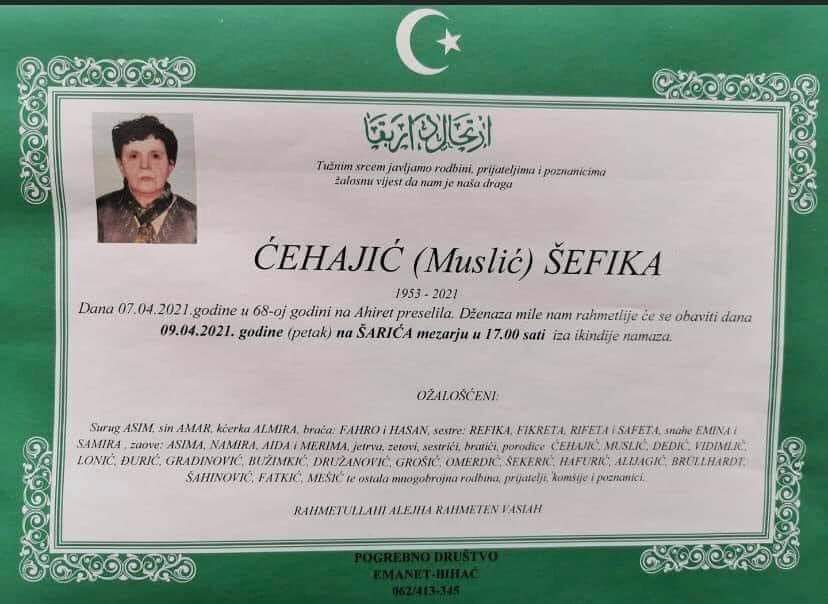 ارتحال دار بقا
Tužnim srcem javljamo rodbini, prijateljima i poznanicima
žalosnu vijest da nam je naša draga
ĆEHAJIĆ (Muslić) ŠEFIKA
1953 - 2021
Dana 07.04.2021.godine u 68-oj godini na Ahiret preselila. Dženaza mile nam rahmetlije će se obaviti dana
09.04.2021. godine (petak) na ŠARIĆA mezarju u 17.00 sati iza ikindije namaza.
OŽALOŠĆENI:
Surug ASIM, sin AMAR, kćerka ALMIRA, braća: FAHRO i HASAN, sestre: REFIKA, FIKRETA, RIFETA i SAFETA, snahe EMINA i
SAMIRA , zaove: ASIMA, NAMIRA, AIDA i MERIMA, jetrva, zetovi, sestrići, bratići, porodice ĆEHAJIĆ, MUSLIĆ, DEDIĆ, VIDIMLIĆ,
LONIĆ, ĐURIĆ, GRADINOVIĆ, BUŽIMKIĆ, DRUŽANOVIĆ, GROŠIĆ, OMERDIĆ, ŠEKERIĆ, HAFURIĆ, ALIJAGIĆ, BRÜLLHARDT,
ŠAHINOVIĆ, FATKIĆ, MEŠIĆ te ostala mnogobrojna rodbina, prijatelji, komšije i poznanici.
RAHMETULLAHI ALEJHA RAHMETEN VASIAH
POGREBNO DRUŠTVO
EMANET-BIHAĆ
062/413-345